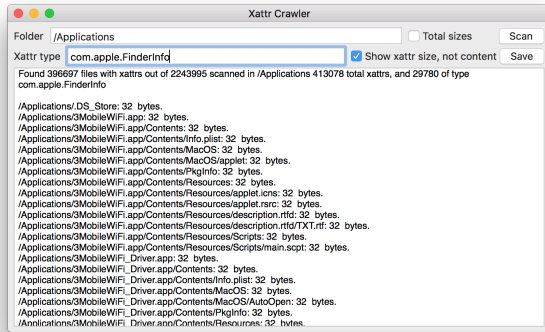 Xattr Crawler
Folder /Applications Total sizes Scan
Xattr type com.apple.FinderInfo Show xattr size, not content Save
Found 396697 files with xattrs out of 2243995 scanned in /Applications 413078 total xattrs, and 29780 of type
com.apple.FinderInfo
/Applications/.DS_Store: 32 bytes.
/Applications/3MobileWiFi.app: 32 bytes.
/Applications/3MobileWiFi.app/Contents: 32 bytes.
/Applications/3MobileWiFi.app/Contents/Info.plist: 32 bytes.
/Applications/3MobileWiFi.app/Contents/MacOS: 32 bytes.
/Applications/3MobileWiFi.app/Contents/MacOS/applet: 32 bytes.
/Applications/3MobileWiFi.app/Contents/PkgInfo: 32 bytes.
/Applications/3MobileWiFi.app/Contents/Resources: 32 bytes.
/Applications/3MobileWiFi.app/Contents/Resources/applet.icns: 32 bytes.
/Applications/3MobileWiFi.app/Contents/Resources/applet.rsrc: 32 bytes.
/Applications/3MobileWiFi.app/Contents/Resources/description.rtfd: 32 bytes.
/Applications/3MobileWiFi.app/Contents/Resources/description.rtfd/TXT.rtf: 32 bytes.
/Applications/3MobileWiFi.app/Contents/Resources/Scripts: 32 bytes.
/Applications/3MobileWiFi.app/Contents/Resources/Scripts/main.scpt: 32 bytes.
/Applications/3MobileWiFi_Driver.app: 32 bytes.
/Applications/3MobileWiFi_Driver.app/Contents: 32 bytes.
/Applications/3MobileWiFi_Driver.app/Contents/Info.plist: 32 bytes.
/Applications/3MobileWiFi_Driver.app/Contents/MacOS: 32 bytes.
/Applications/3MobileWiFi_Driver.app/Contents/MacOS/AutoOpen: 32 bytes.
/Applications/3MobileWiFi_Driver.app/Contents/PkgInfo: 32 bytes.
/Applications/3MobileWiFi_Driver.app/Contents/Resources: 32 bytes.